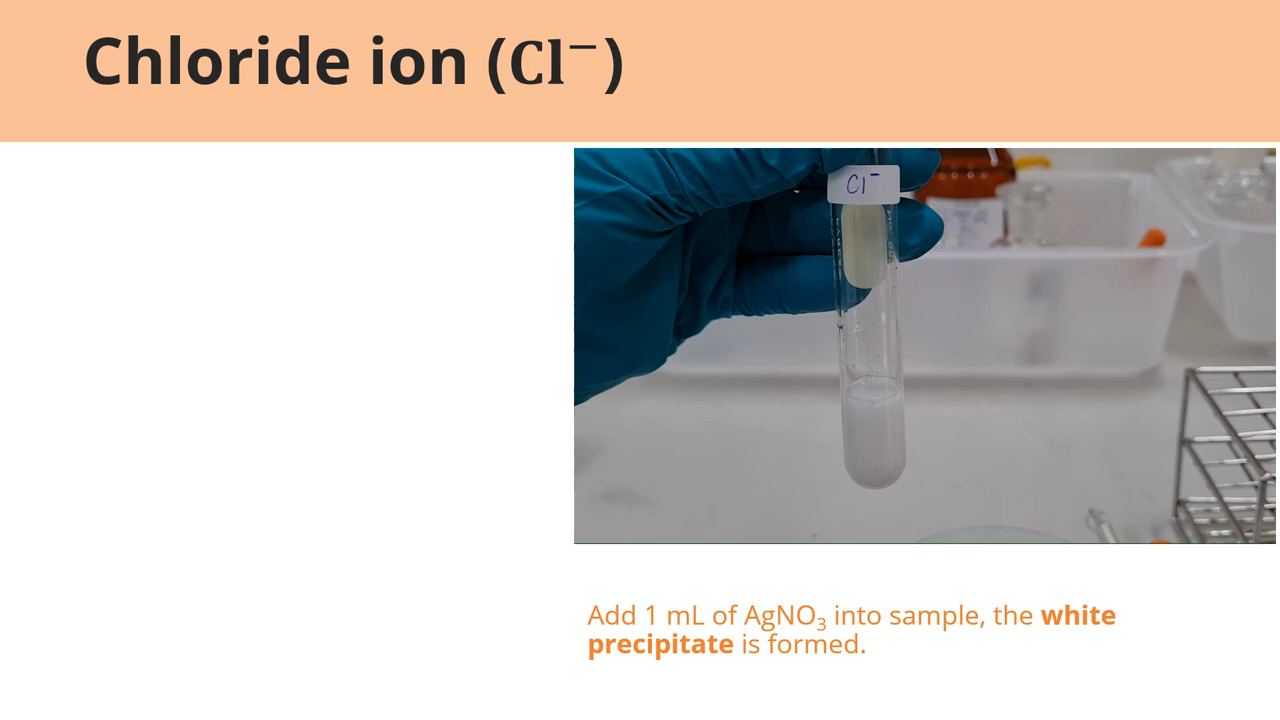 Chloride ion (Cl⁻)
Cl⁻
Add 1 mL of AgNO₃ into sample, the white
precipitate is formed.